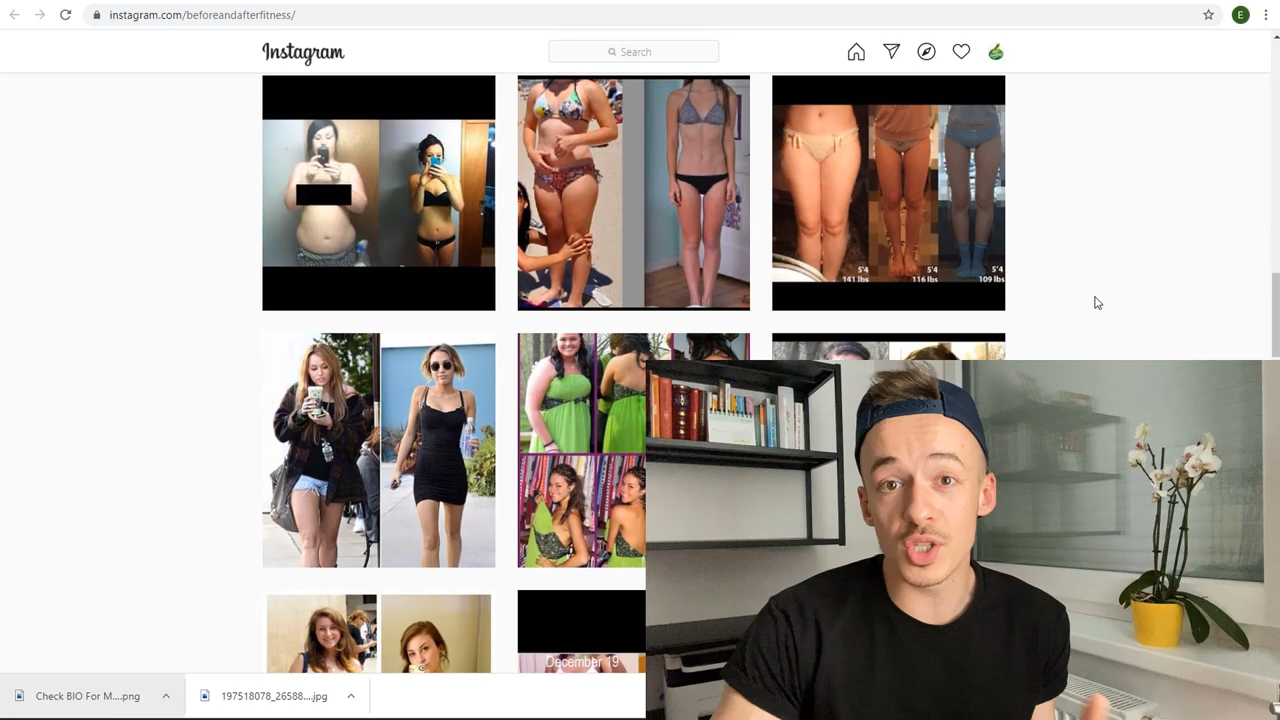 instagram.com/beforeandafterfitness/
E
Instagram
Search
5'4
141 lbs
5'4
116 lbs
5'4
109 lbs
December 19
Check BIO For M....png
197518078_26588....jpg